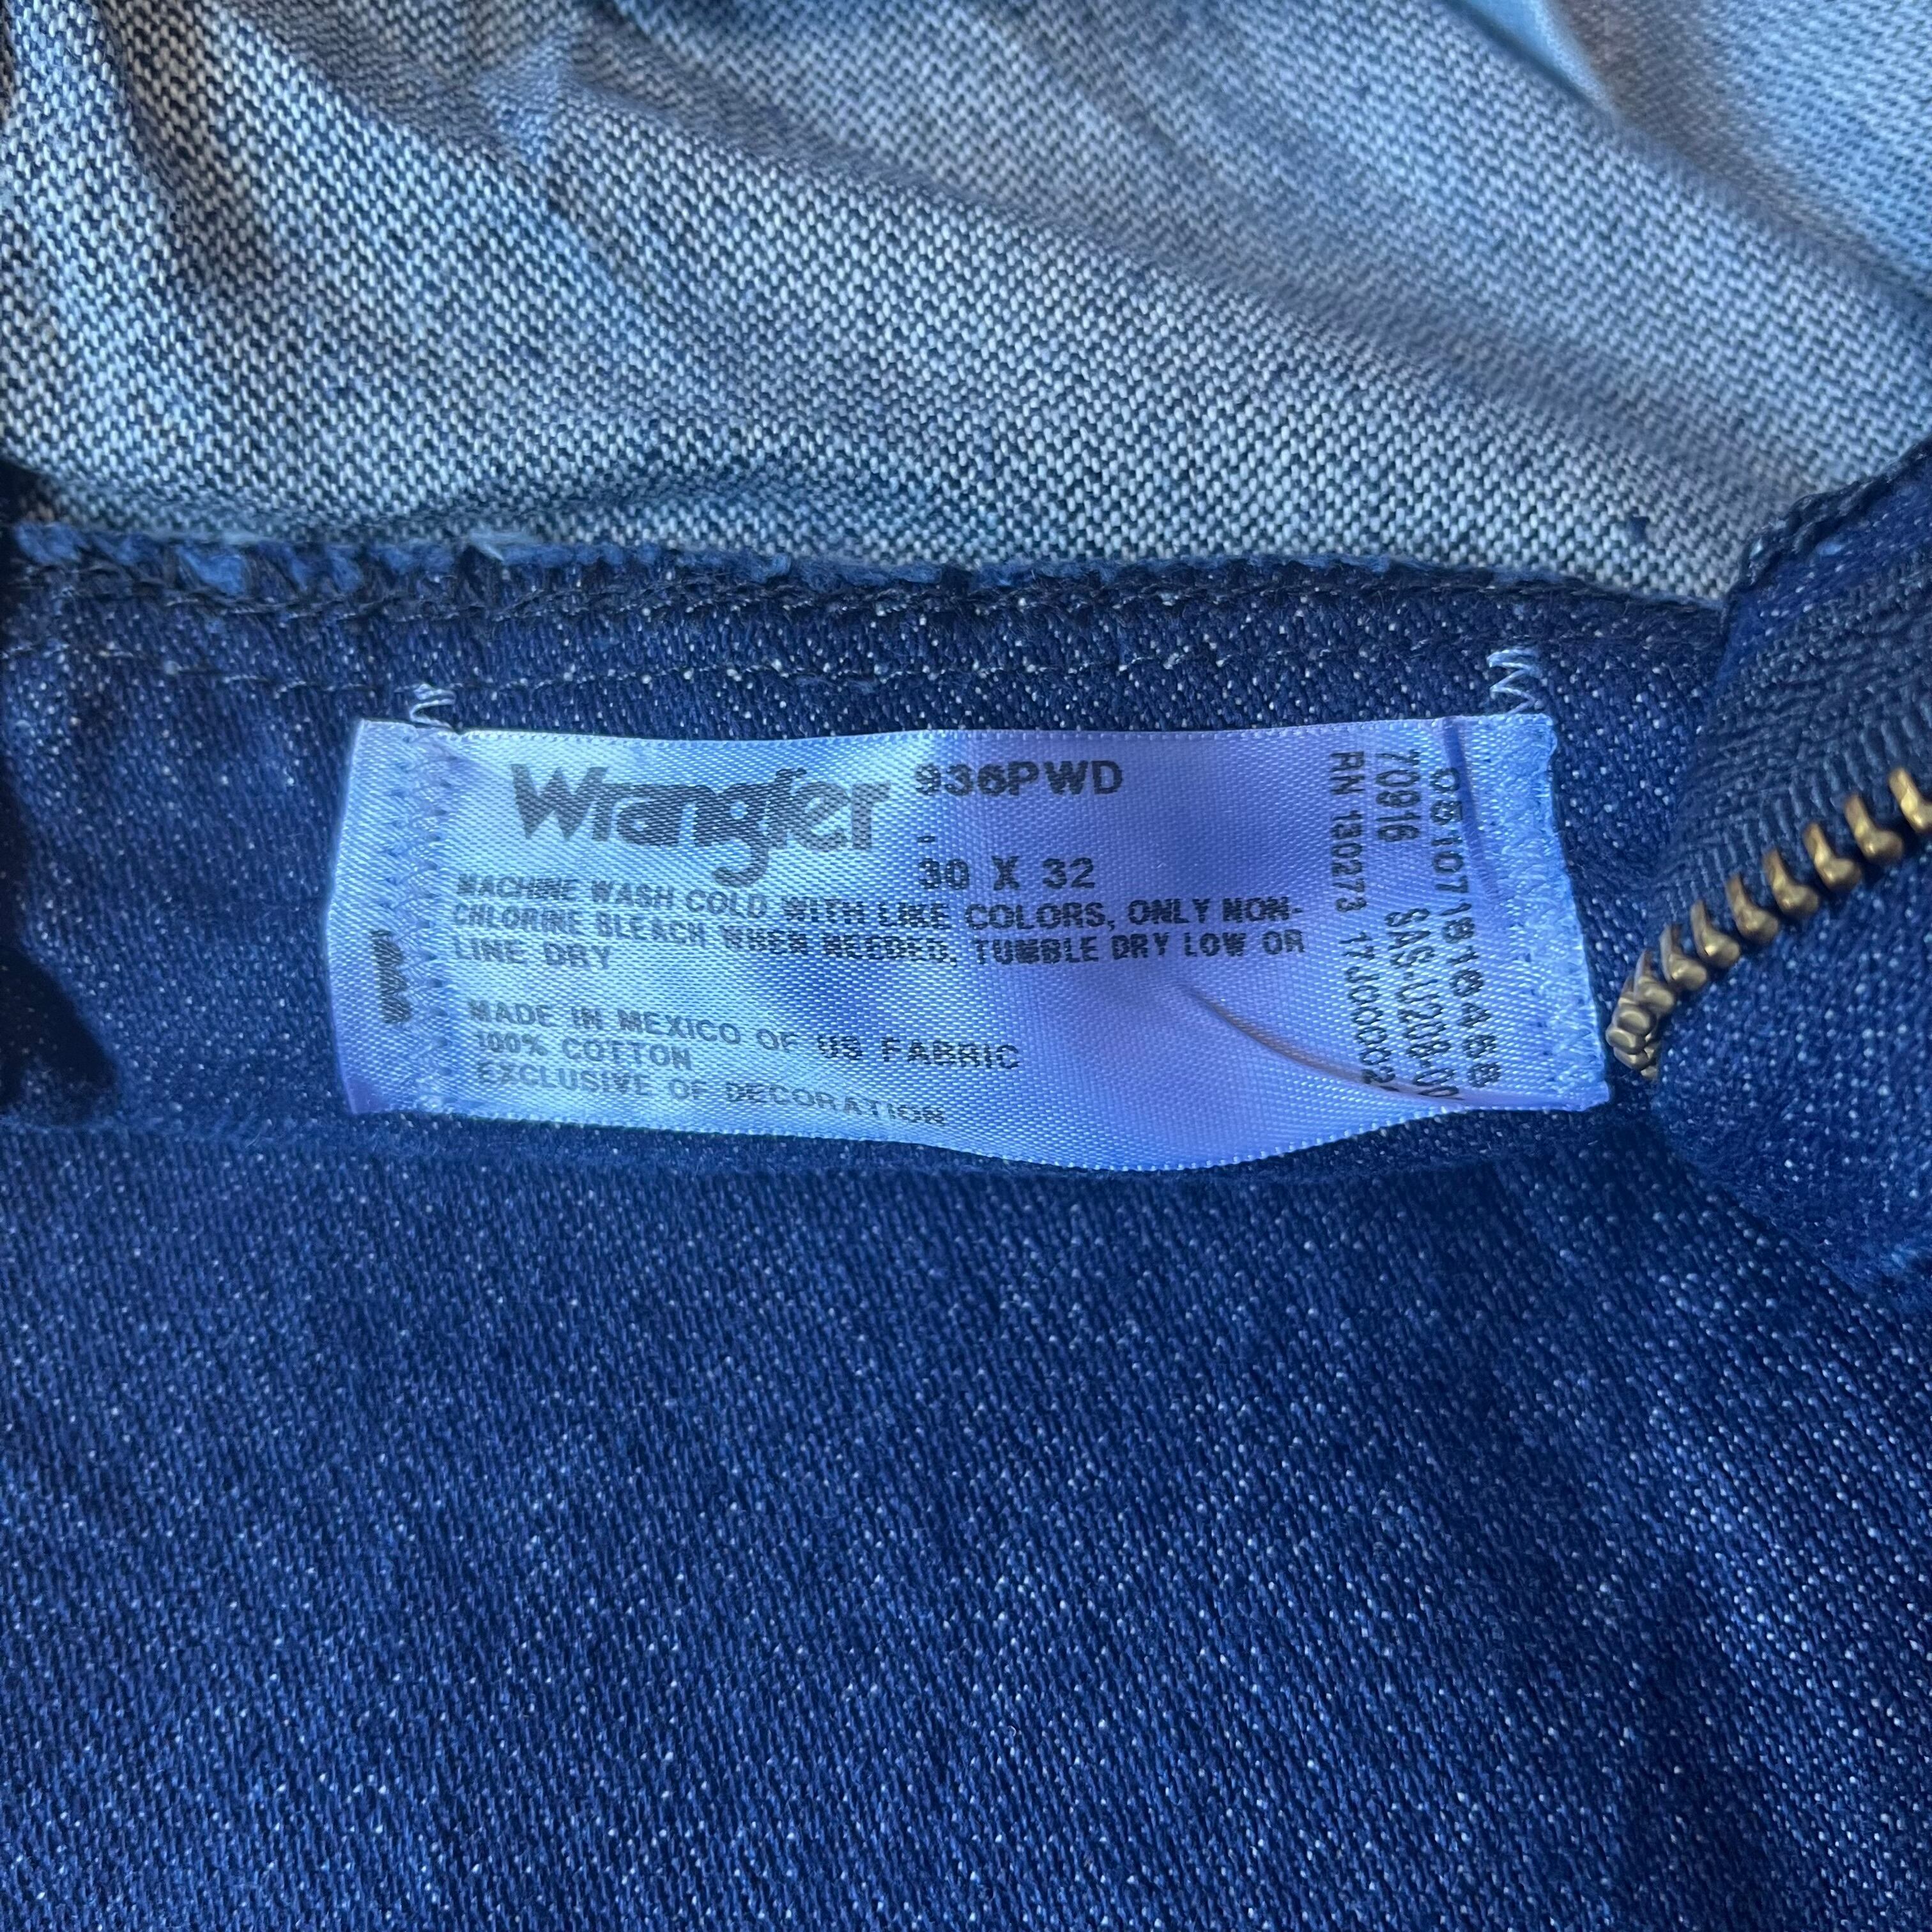 Wrangler 936PWD
30 X 32
MACHINE WASH COLD WITH LIKE COLORS, ONLY NON-
CHLORINE BLEACH WHEN NEEDED, TUMBLE DRY LOW OR
LINE DRY
MADE IN MEXICO OF US FABRIC
100% COTTON
EXCLUSIVE OF DECORATION
70916
RN 130273